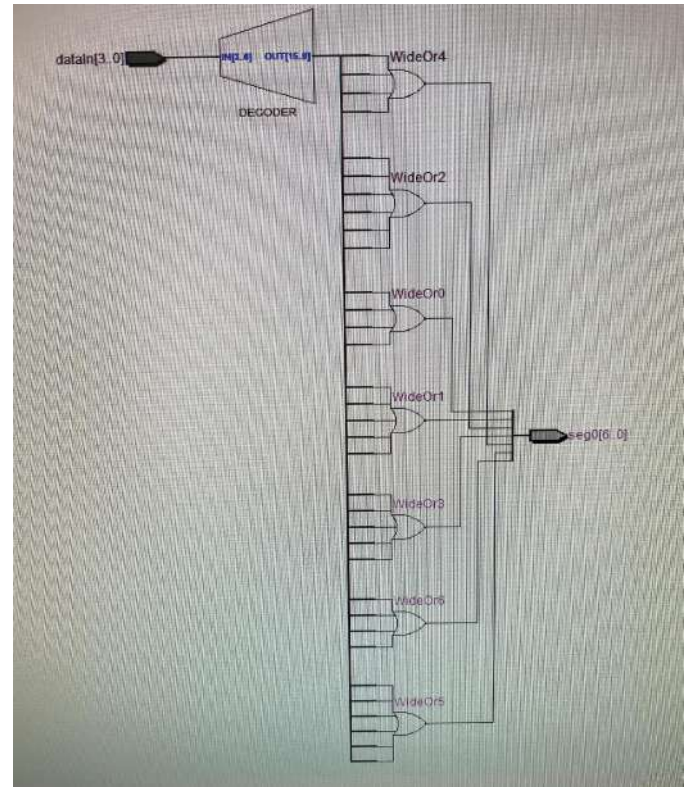 WideOr4
dataIn[3..0]
IN[3..0] OUT[15..0]
DECODER
WideOr2
WideOr0
WideOr1
seg0[6..0]
WideOr3
WideOr6
WideOr5